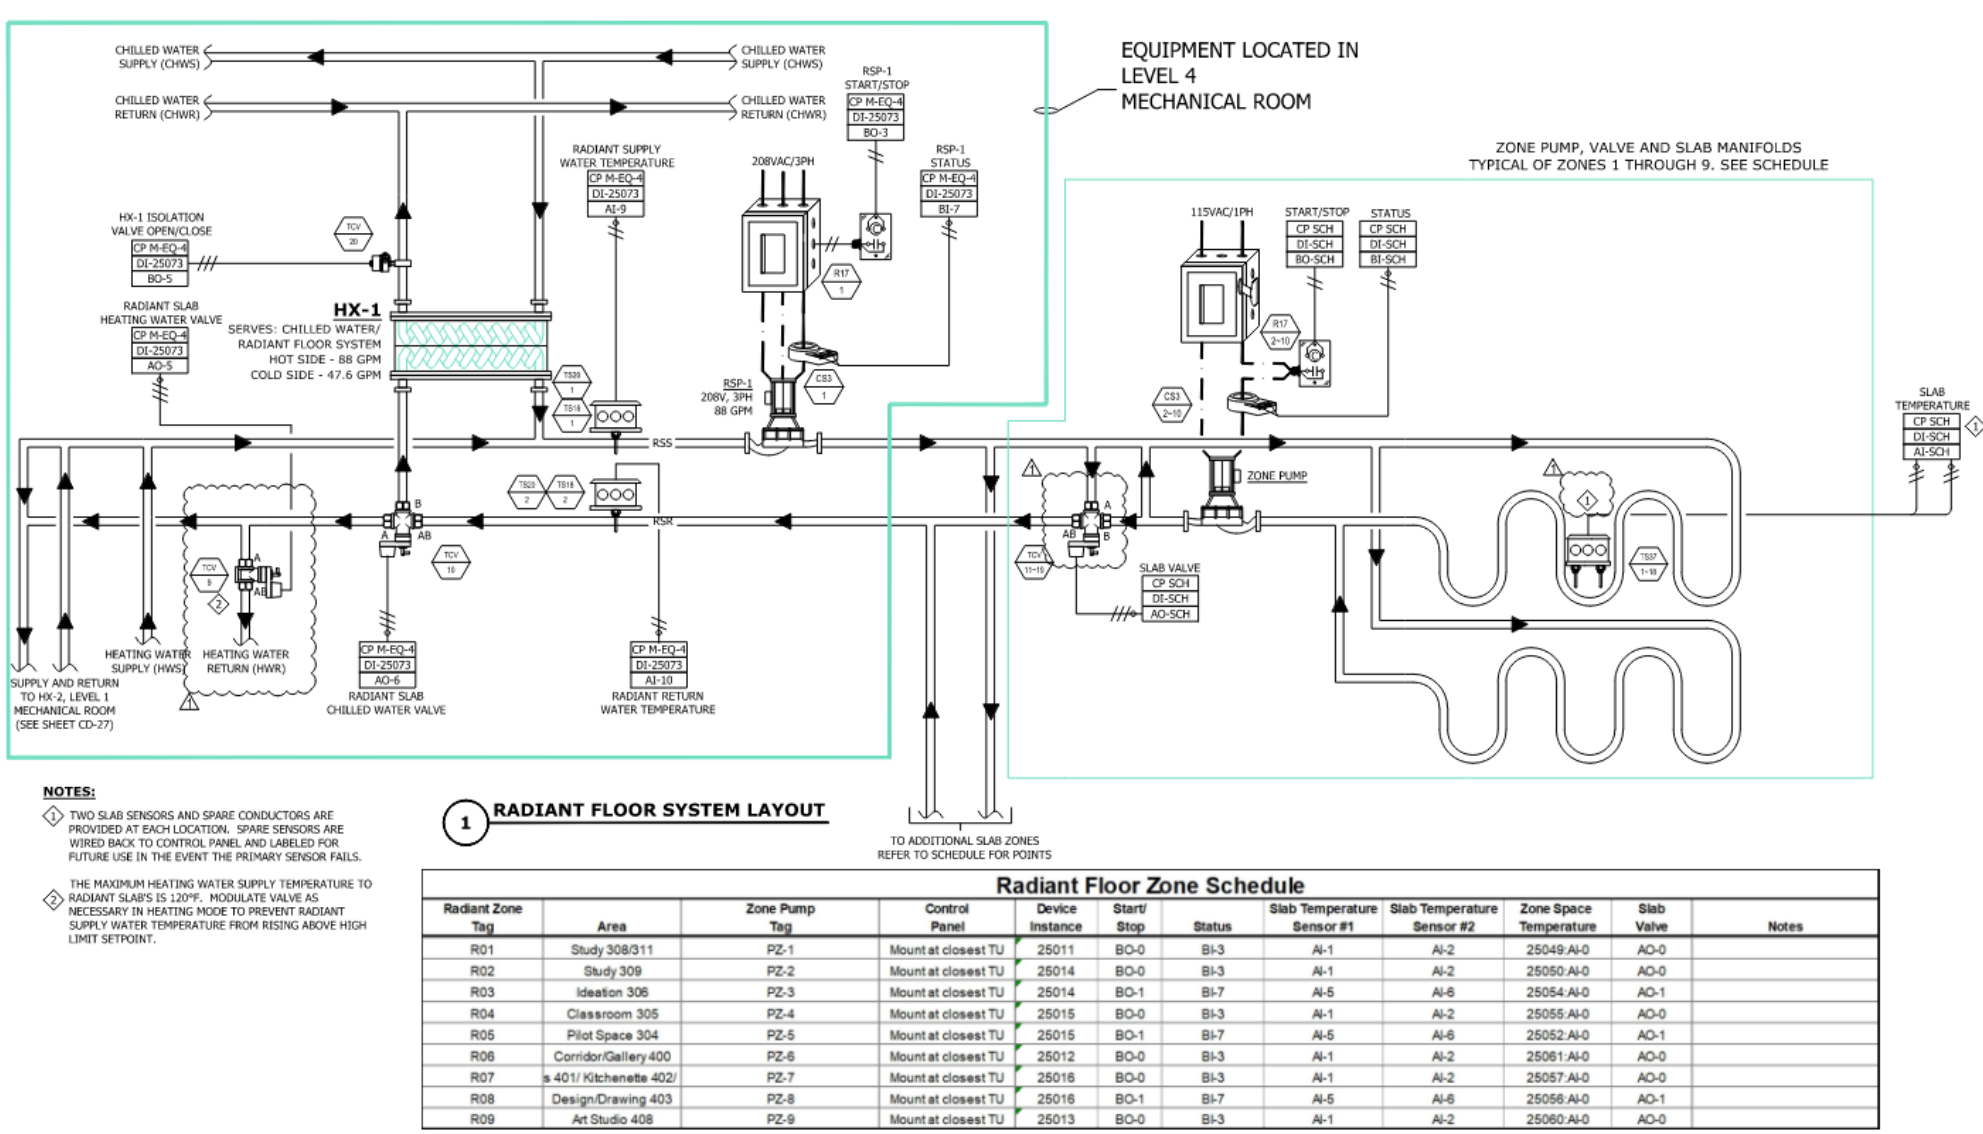 CHILLED WATER
SUPPLY (CHWS)
CHILLED WATER
SUPPLY (CHWS)
CHILLED WATER
RETURN (CHWR)
CHILLED WATER
RETURN (CHWR)
RSP-1
START/STOP
CP M-EQ-4
DI-25073
BO-3
EQUIPMENT LOCATED IN
LEVEL 4
MECHANICAL ROOM
RADIANT SUPPLY
WATER TEMPERATURE
CP M-EQ-4
DI-25073
AI-9
208VAC/3PH
RSP-1
STATUS
CP M-EQ-4
DI-25073
BI-7
ZONE PUMP, VALVE AND SLAB MANIFOLDS
TYPICAL OF ZONES 1 THROUGH 9. SEE SCHEDULE
HX-1 ISOLATION
VALVE OPEN/CLOSE
CP M-EQ-4
DI-25073
BO-5
TCV
20
R17
1
115VAC/1PH
START/STOP
CP SCH
DI-SCH
BO-SCH
STATUS
CP SCH
DI-SCH
BI-SCH
RADIANT SLAB
HEATING WATER VALVE
CP M-EQ-4
DI-25073
AO-5
HX-1
SERVES: CHILLED WATER/
RADIANT FLOOR SYSTEM
HOT SIDE - 88 GPM
COLD SIDE - 47.6 GPM
TS20
1
TS18
1
RSP-1
208V, 3PH
88 GPM
CS3
1
R17
2~10
CS3
2~10
SLAB
TEMPERATURE
CP SCH
DI-SCH
AI-SCH
1
RSS
TS20
2
TS18
2
RSR
1
A
AB
B
TCV
11~19
ZONE PUMP
1
1
TS37
1~18
B
A
AB
TCV
10
TCV
9
A
AB
2
SLAB VALVE
CP SCH
DI-SCH
AO-SCH
HEATING WATER
SUPPLY (HWS)
HEATING WATER
RETURN (HWR)
1
SUPPLY AND RETURN
TO HX-2, LEVEL 1
MECHANICAL ROOM
(SEE SHEET CD-27)
CP M-EQ-4
DI-25073
AO-6
RADIANT SLAB
CHILLED WATER VALVE
CP M-EQ-4
DI-25073
AI-10
RADIANT RETURN
WATER TEMPERATURE
NOTES:
1 TWO SLAB SENSORS AND SPARE CONDUCTORS ARE
PROVIDED AT EACH LOCATION. SPARE SENSORS ARE
WIRED BACK TO CONTROL PANEL AND LABELED FOR
FUTURE USE IN THE EVENT THE PRIMARY SENSOR FAILS.
THE MAXIMUM HEATING WATER SUPPLY TEMPERATURE TO
2 RADIANT SLAB'S IS 120°F. MODULATE VALVE AS
NECESSARY IN HEATING MODE TO PREVENT RADIANT
SUPPLY WATER TEMPERATURE FROM RISING ABOVE HIGH
LIMIT SETPOINT.
1 RADIANT FLOOR SYSTEM LAYOUT
TO ADDITIONAL SLAB ZONES
REFER TO SCHEDULE FOR POINTS
Radiant Floor Zone Schedule
Radiant Zone Tag Area Zone Pump Tag Control Panel Device Instance Start/ Stop Status Slab Temperature Sensor #1 Slab Temperature Sensor #2 Zone Space Temperature Slab Valve Notes
R01 Study 308/311 PZ-1 Mount at closest TU 25011 BO-0 BI-3 AI-1 AI-2 25049:AI-0 AO-0
R02 Study 309 PZ-2 Mount at closest TU 25014 BO-0 BI-3 AI-1 AI-2 25050:AI-0 AO-0
R03 Ideation 306 PZ-3 Mount at closest TU 25014 BO-1 BI-7 AI-5 AI-6 25054:AI-0 AO-1
R04 Classroom 305 PZ-4 Mount at closest TU 25015 BO-0 BI-3 AI-1 AI-2 25055:AI-0 AO-0
R05 Pilot Space 304 PZ-5 Mount at closest TU 25015 BO-1 BI-7 AI-5 AI-6 25052:AI-0 AO-1
R06 Corridor/Gallery 400 PZ-6 Mount at closest TU 25012 BO-0 BI-3 AI-1 AI-2 25061:AI-0 AO-0
R07 s 401/ Kitchenette 402/ PZ-7 Mount at closest TU 25016 BO-0 BI-3 AI-1 AI-2 25057:AI-0 AO-0
R08 Design/Drawing 403 PZ-8 Mount at closest TU 25016 BO-1 BI-7 AI-5 AI-6 25056:AI-0 AO-1
R09 Art Studio 408 PZ-9 Mount at closest TU 25013 BO-0 BI-3 AI-1 AI-2 25060:AI-0 AO-0